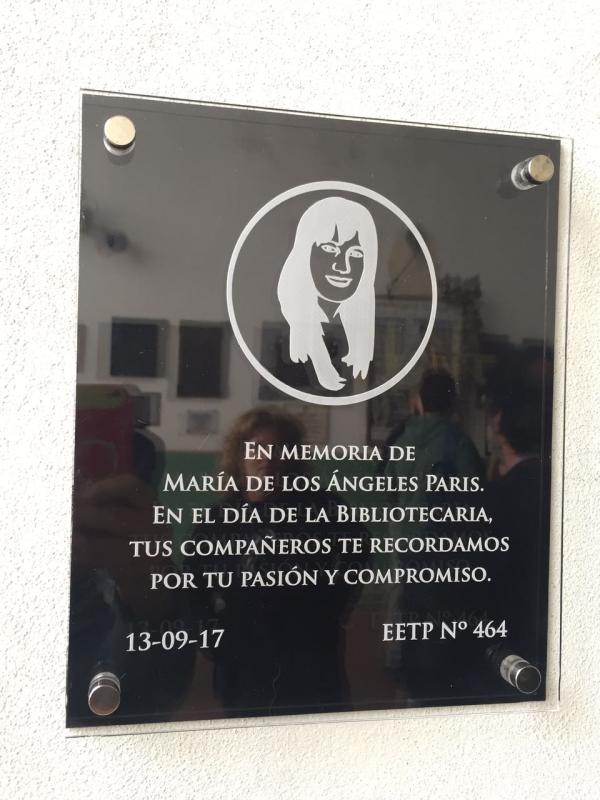 En memoria de
María de los Ángeles Paris.
En el día de la Bibliotecaria,
tus compañeros te recordamos
por tu pasión y compromiso.
13-09-17
EETP Nº 464